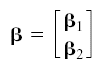 β = [ β₁
β₂ ]